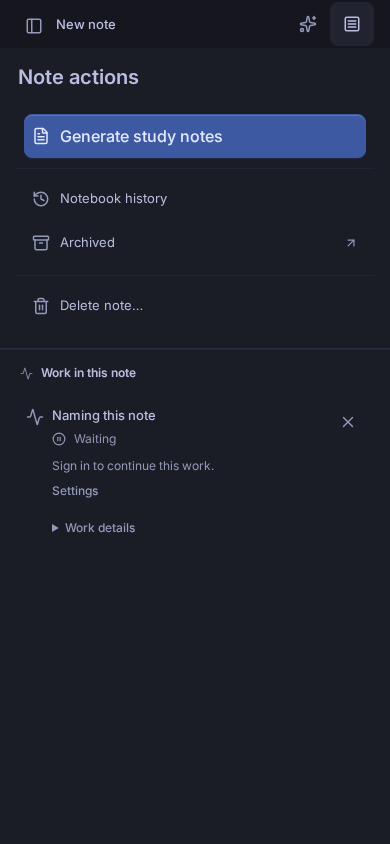 New note
Note actions
Generate study notes
Notebook history
Archived
Delete note...
Work in this note
Naming this note
Waiting
Sign in to continue this work.
Settings
Work details